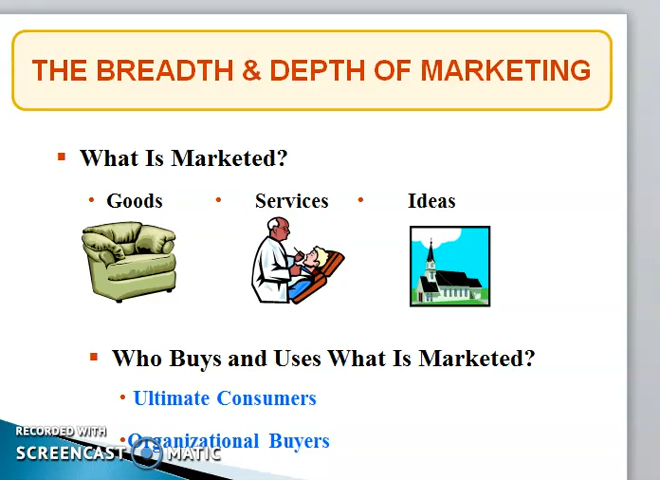 THE BREADTH & DEPTH OF MARKETING
▪ What Is Marketed?
• Goods • Services • Ideas
▪ Who Buys and Uses What Is Marketed?
• Ultimate Consumers
• Organizational Buyers
RECORDED WITH
SCREENCAST MATIC